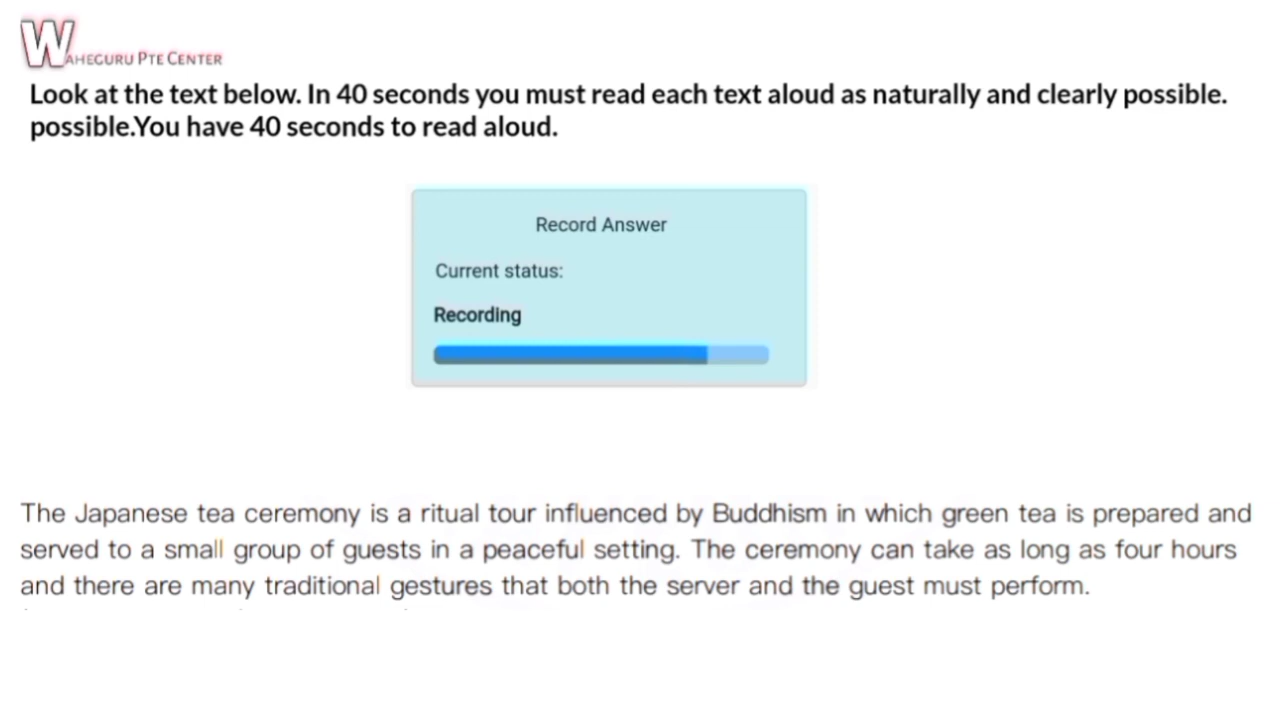 WAHEGURU PTE CENTER
Look at the text below. In 40 seconds you must read each text aloud as naturally and clearly possible.
possible.You have 40 seconds to read aloud.
Record Answer
Current status:
Recording
The Japanese tea ceremony is a ritual tour influenced by Buddhism in which green tea is prepared and
served to a small group of guests in a peaceful setting. The ceremony can take as long as four hours
and there are many traditional gestures that both the server and the guest must perform.